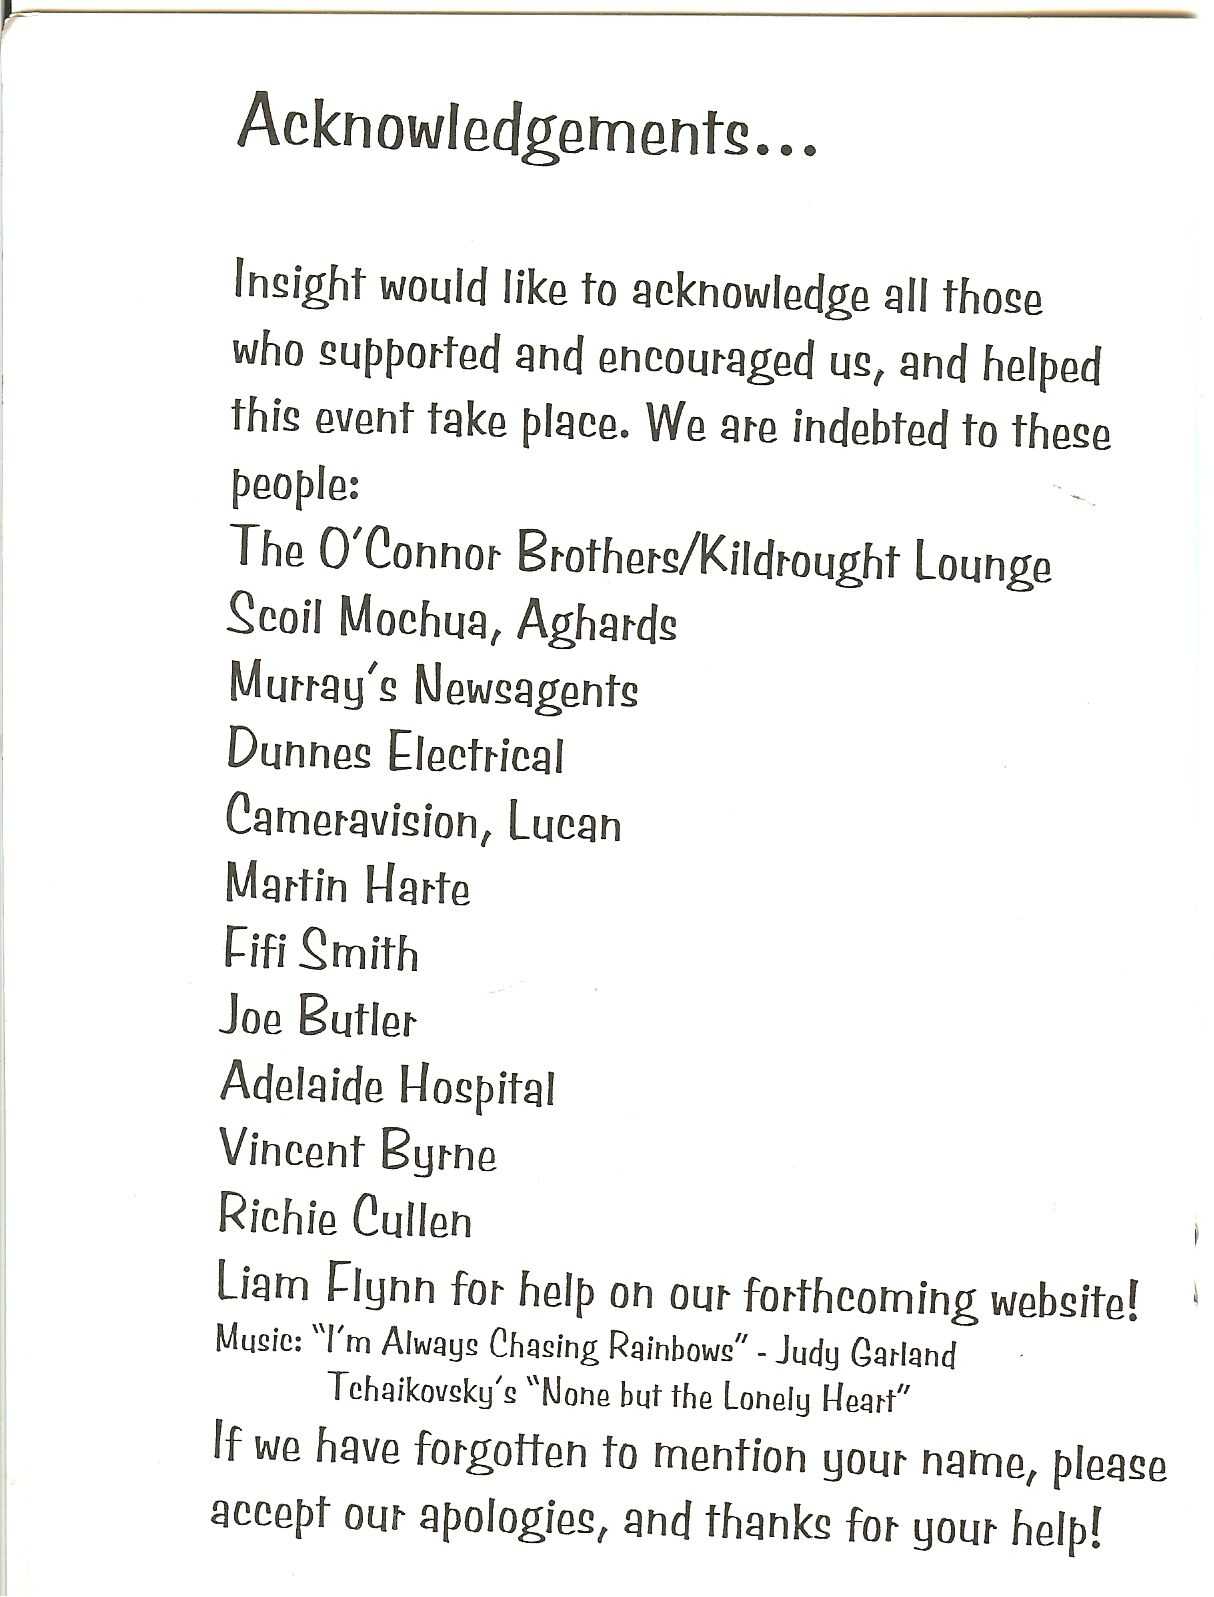 Acknowledgements...
Insight would like to acknowledge all those
who supported and encouraged us, and helped
this event take place. We are indebted to these
people:
The O'Connor Brothers/Kildrought Lounge
Scoil Mochua, Aghards
Murray's Newsagents
Dunnes Electrical
Cameravision, Lucan
Martin Harte
Fifi Smith
Joe Butler
Adelaide Hospital
Vincent Byrne
Richie Cullen
Liam Flynn for help on our forthcoming website!
Music: "I'm Always Chasing Rainbows" - Judy Garland
Tchaikovsky's "None but the Lonely Heart"
If we have forgotten to mention your name, please
accept our apologies, and thanks for your help!